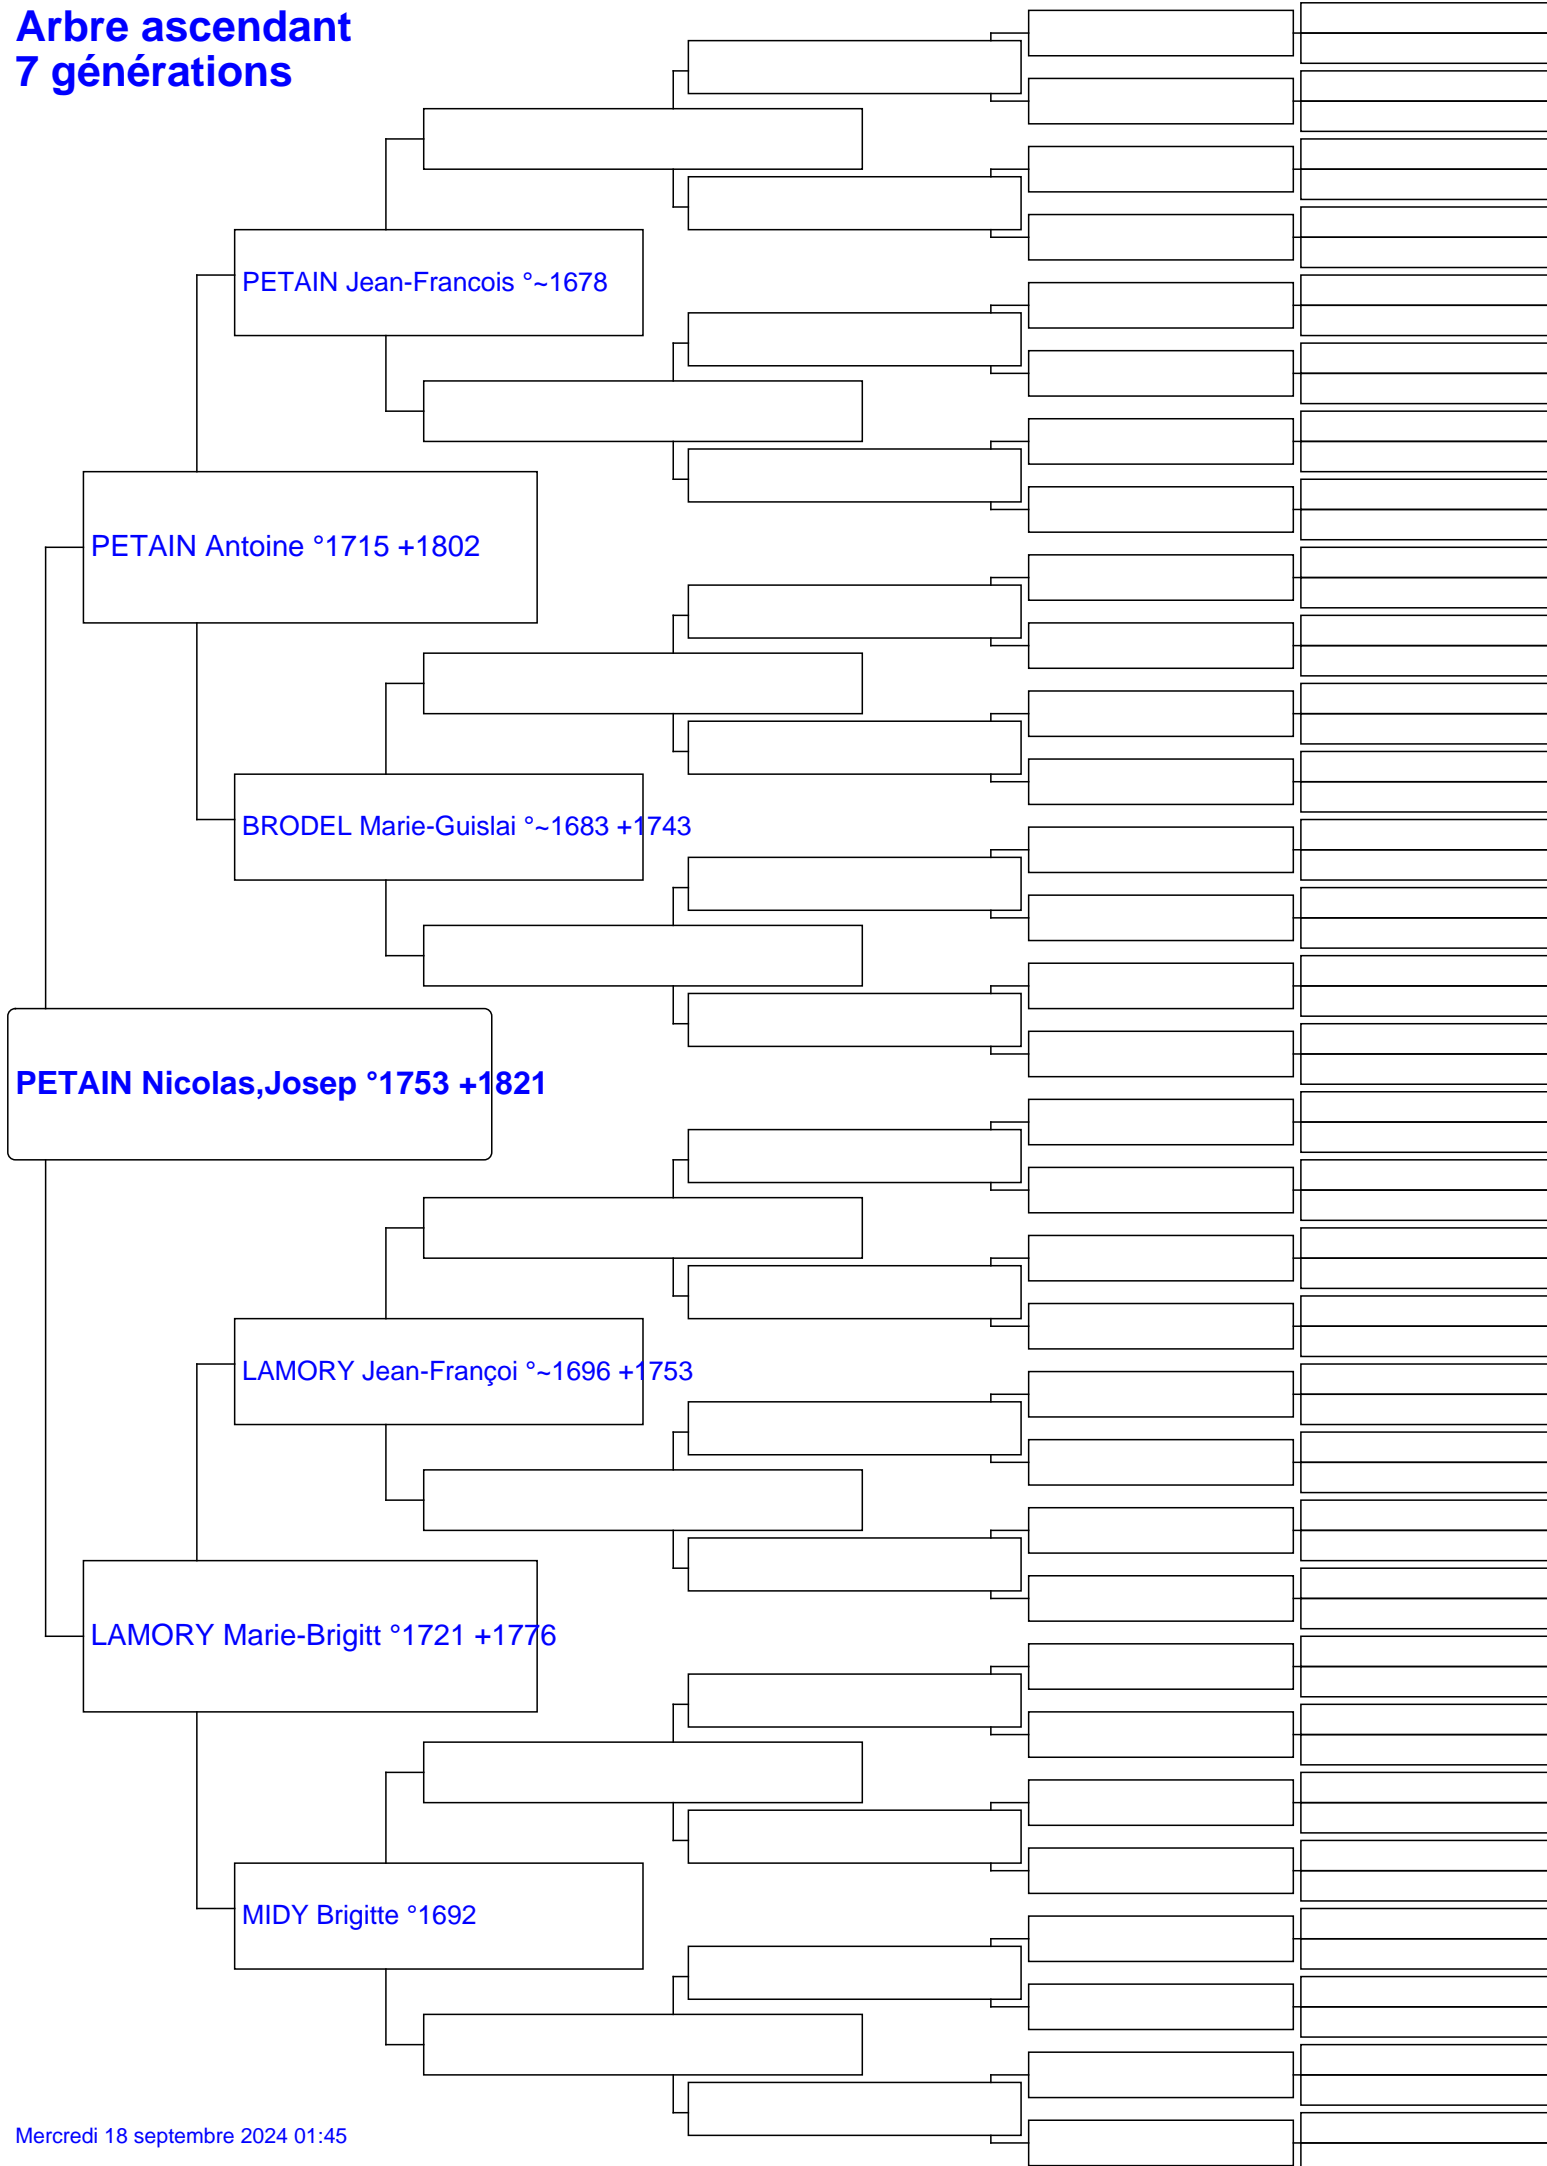 Arbre ascendant
7 générations
PETAIN Jean-Francois °~1678
PETAIN Antoine °1715 +1802
BRODEL Marie-Guislai °~1683 +1743
PETAIN Nicolas,Josep °1753 +1821
LAMORY Jean-Françoi °~1696 +1753
LAMORY Marie-Brigitt °1721 +1776
MIDY Brigitte °1692
Mercredi 18 septembre 2024 01:45